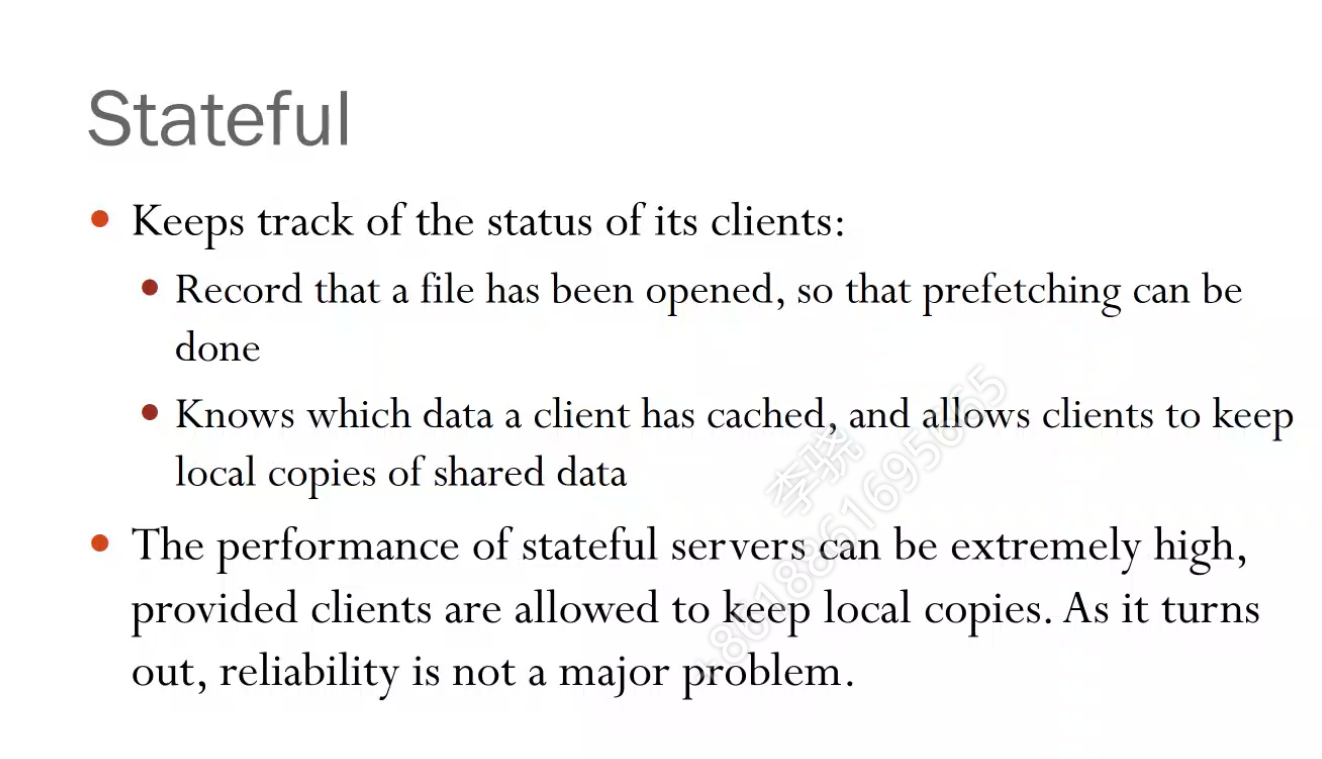 Stateful
• Keeps track of the status of its clients:
• Record that a file has been opened, so that prefetching can be
done
• Knows which data a client has cached, and allows clients to keep
local copies of shared data
• The performance of stateful servers can be extremely high,
provided clients are allowed to keep local copies. As it turns
out, reliability is not a major problem.
李骁